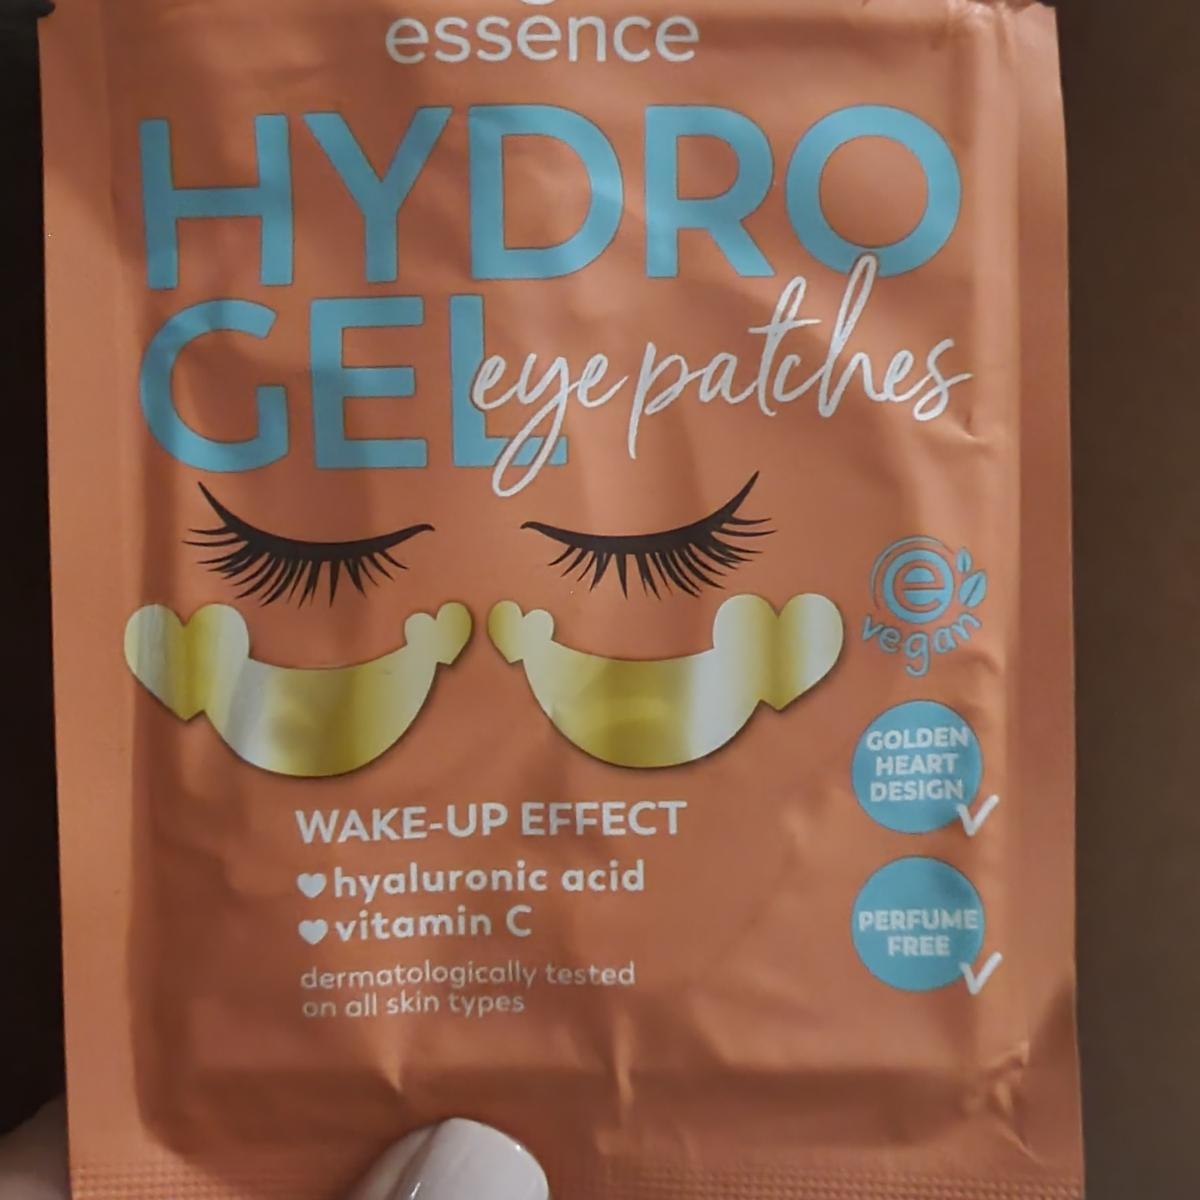 essence
HYDRO
GEL
eye patches
e
vegan
GOLDEN
HEART
DESIGN
WAKE-UP EFFECT
hyaluronic acid
vitamin C
PERFUME
FREE
dermatologically tested
on all skin types